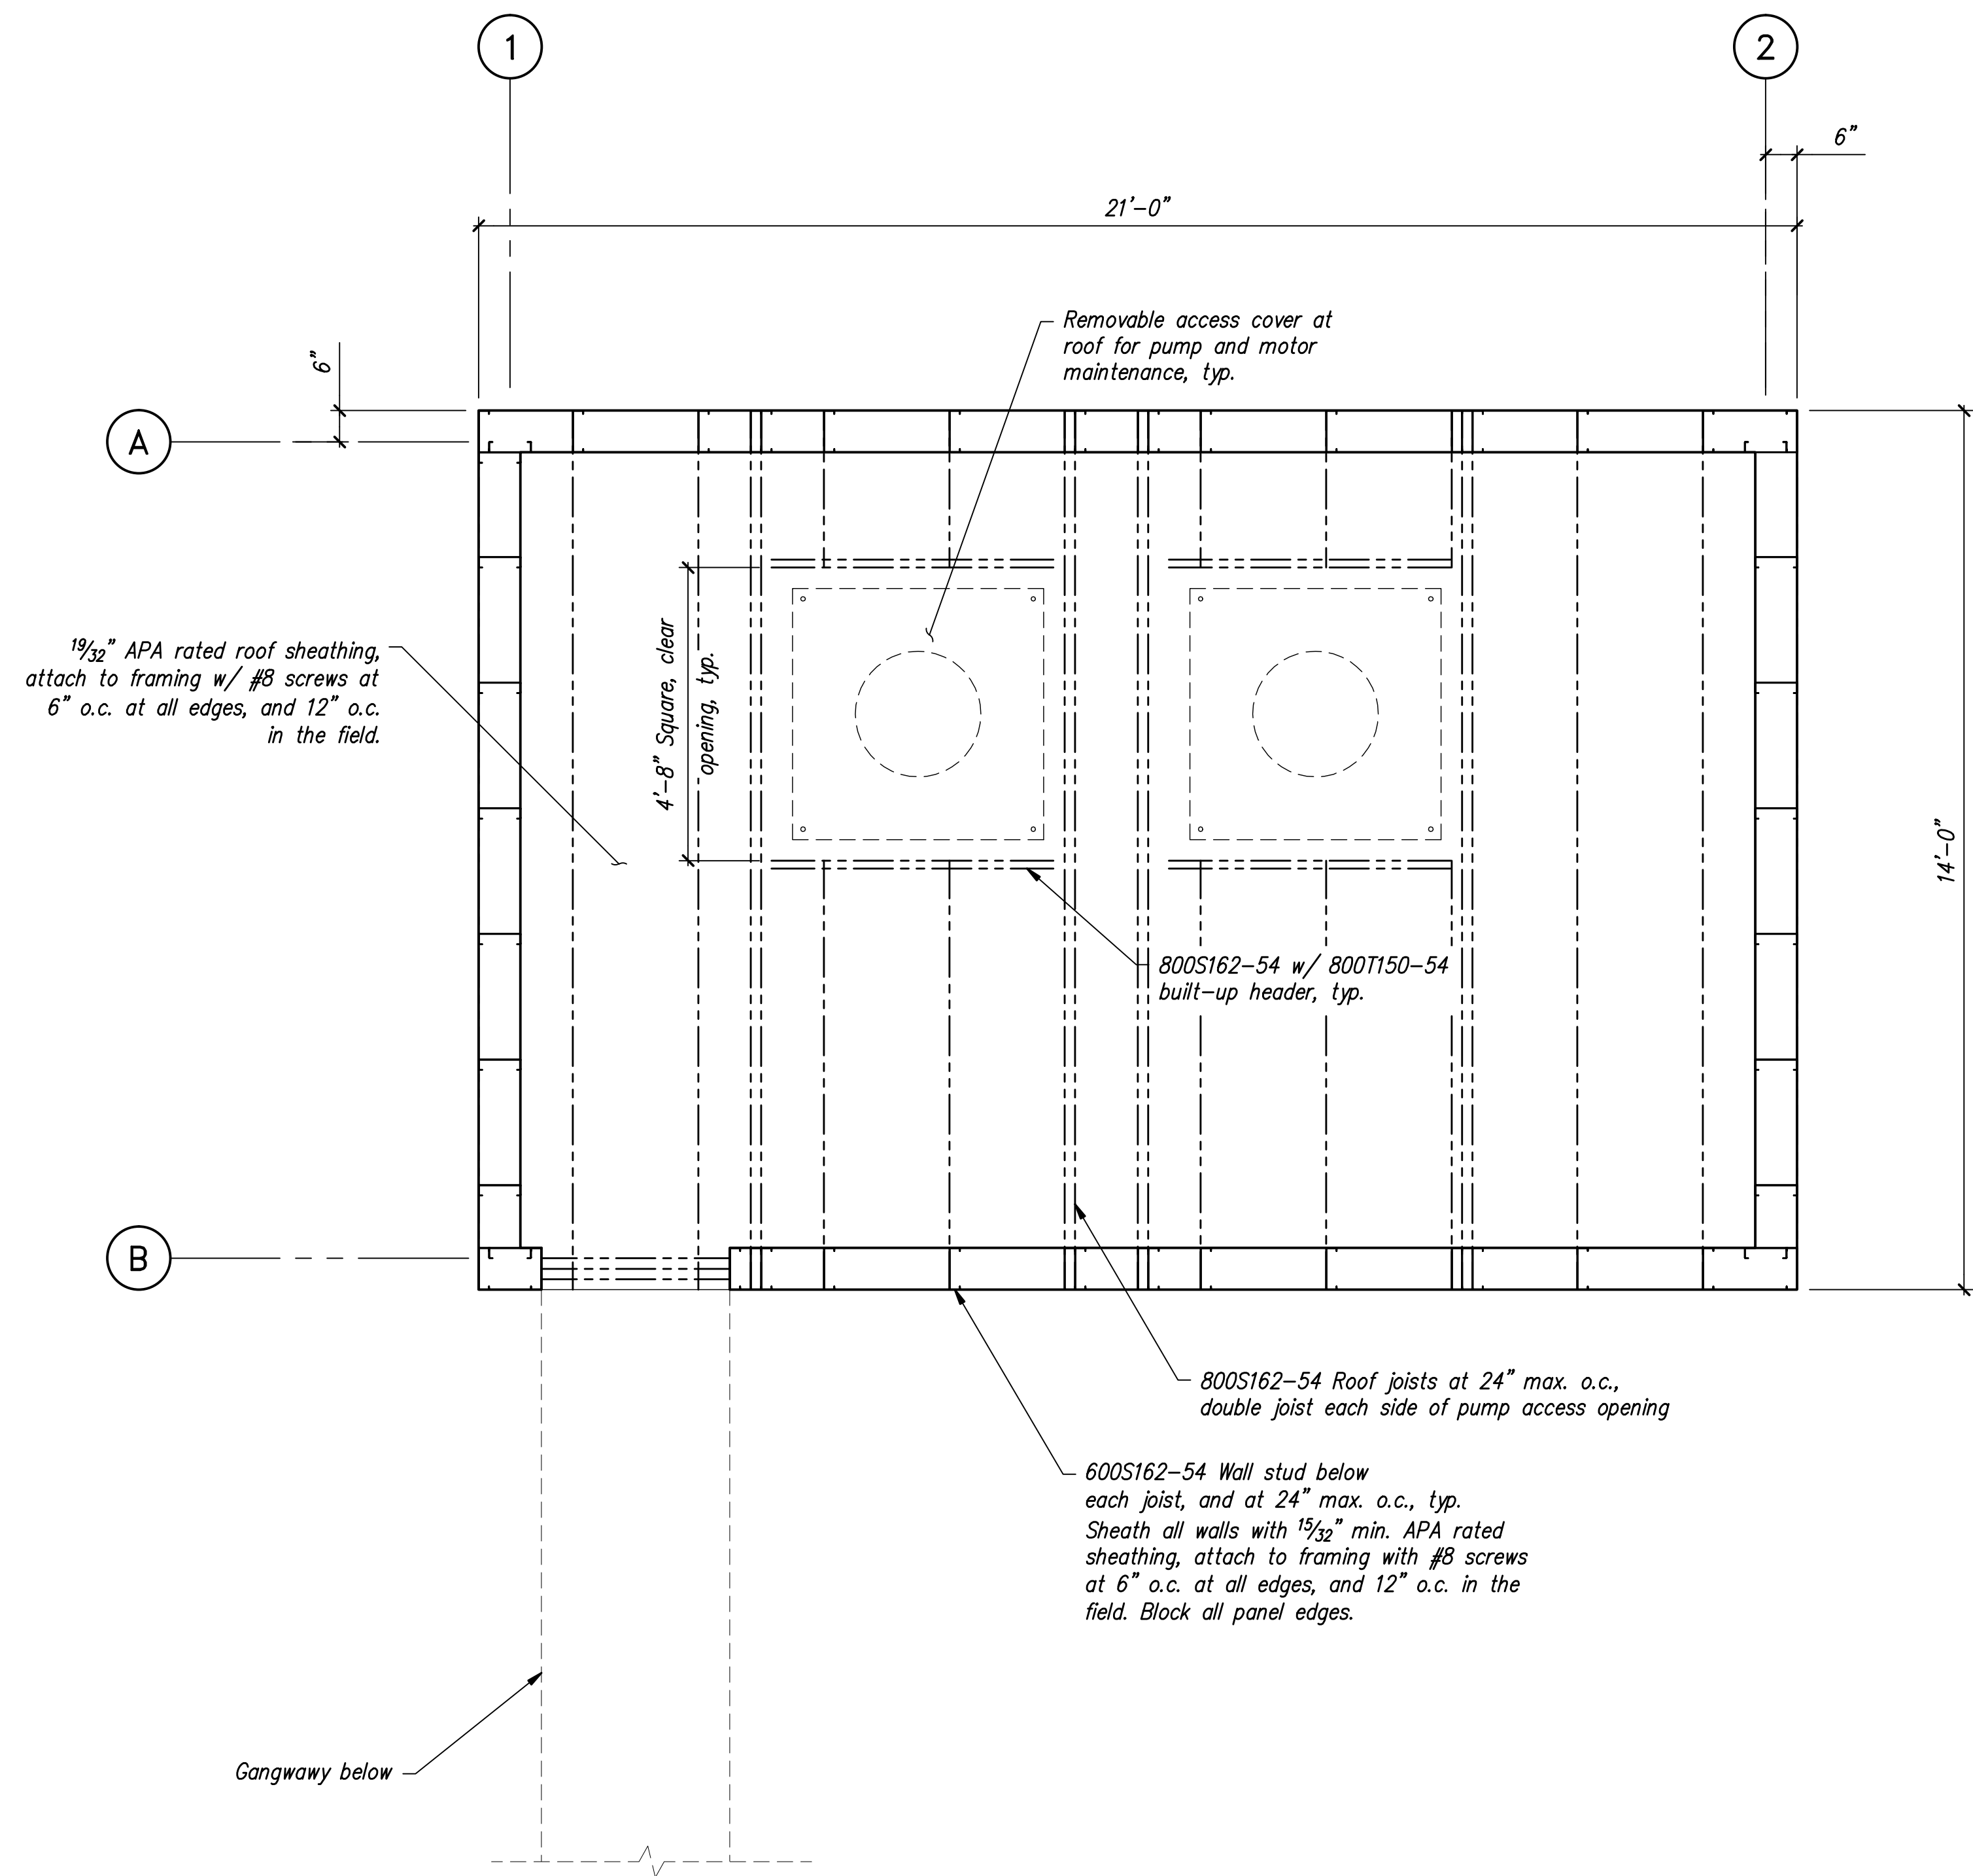 1
2
6"
21'-0"
Removable access cover at
roof for pump and motor
maintenance, typ.
6"
A
19/32" APA rated roof sheathing,
attach to framing w/ #8 screws at
6" o.c. at all edges, and 12" o.c.
in the field.
4'-8" Square, clear
opening, typ.
14'-0"
800S162-54 w/ 800T150-54
built-up header, typ.
B
800S162-54 Roof joists at 24" max. o.c.,
double joist each side of pump access opening
600S162-54 Wall stud below
each joist, and at 24" max. o.c., typ.
Sheath all walls with 15/32" min. APA rated
sheathing, attach to framing with #8 screws
at 6" o.c. at all edges, and 12" o.c. in the
field. Block all panel edges.
Gangwawy below